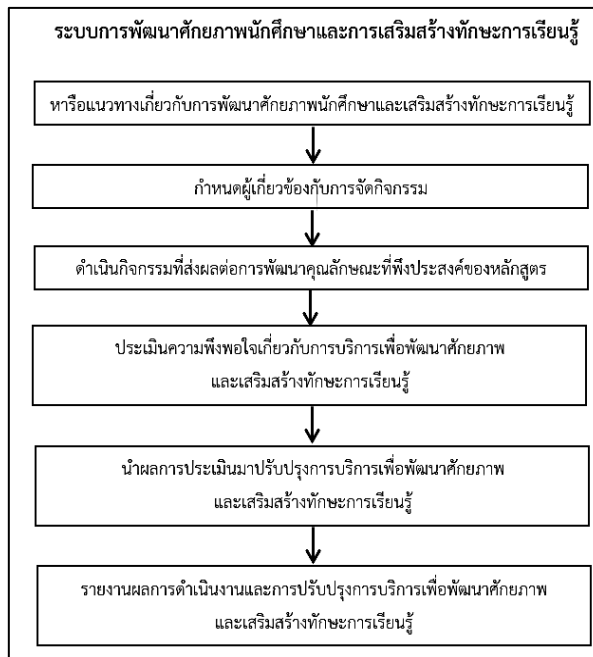 ระบบการพัฒนาศักยภาพนักศึกษาและการเสริมสร้างทักษะการเรียนรู้
หารือแนวทางเกี่ยวกับการพัฒนาศักยภาพนักศึกษาและเสริมสร้างทักษะการเรียนรู้
กำหนดผู้เกี่ยวข้องกับการจัดกิจกรรม
ดำเนินกิจกรรมที่ส่งผลต่อการพัฒนาคุณลักษณะที่พึงประสงค์ของหลักสูตร
ประเมินความพึงพอใจเกี่ยวกับการบริการเพื่อพัฒนาศักยภาพ
และเสริมสร้างทักษะการเรียนรู้
นำผลการประเมินมาปรับปรุงการบริการเพื่อพัฒนาศักยภาพ
และเสริมสร้างทักษะการเรียนรู้
รายงานผลการดำเนินงานและการปรับปรุงการบริการเพื่อพัฒนาศักยภาพ
และเสริมสร้างทักษะการเรียนรู้